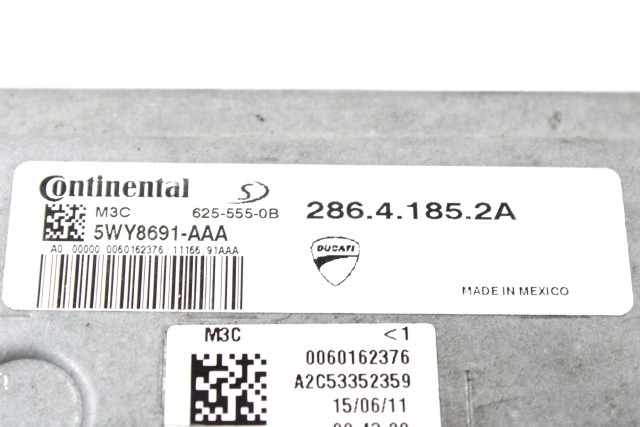 Continental
M3C 625-555-0B
5WY8691-AAA
A0 00000 0060162376 11166 91AAA
286.4.185.2A
DUCATI
MADE IN MEXICO
M3C <1
0060162376
A2C53352359
15/06/11